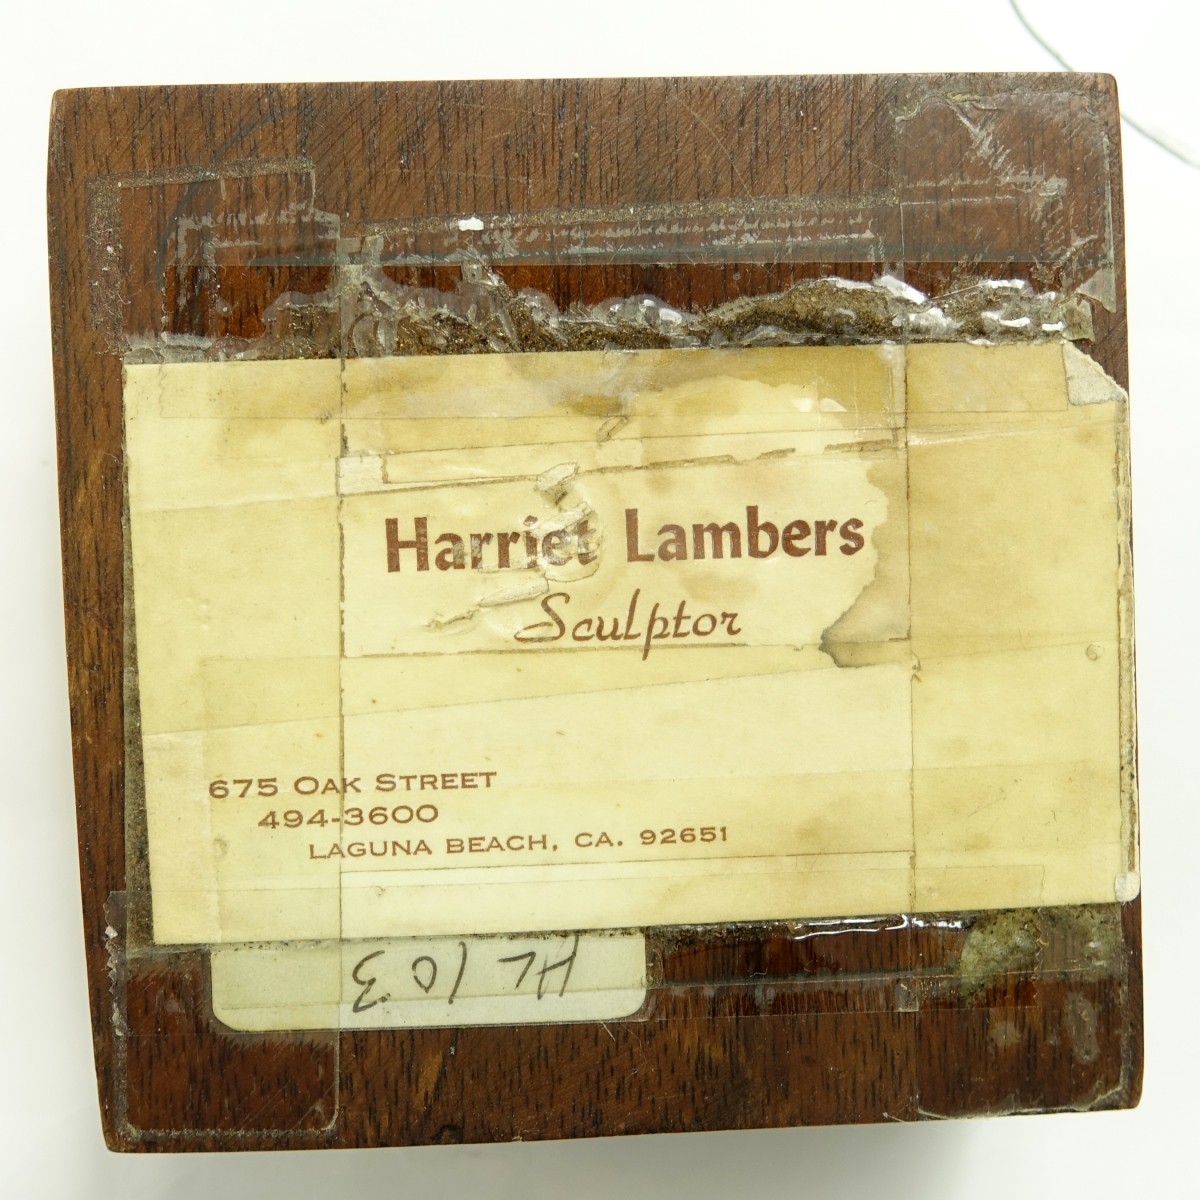 Harriet Lambers
Sculptor
675 OAK STREET
494-3600
LAGUNA BEACH, CA. 92651
HL 103